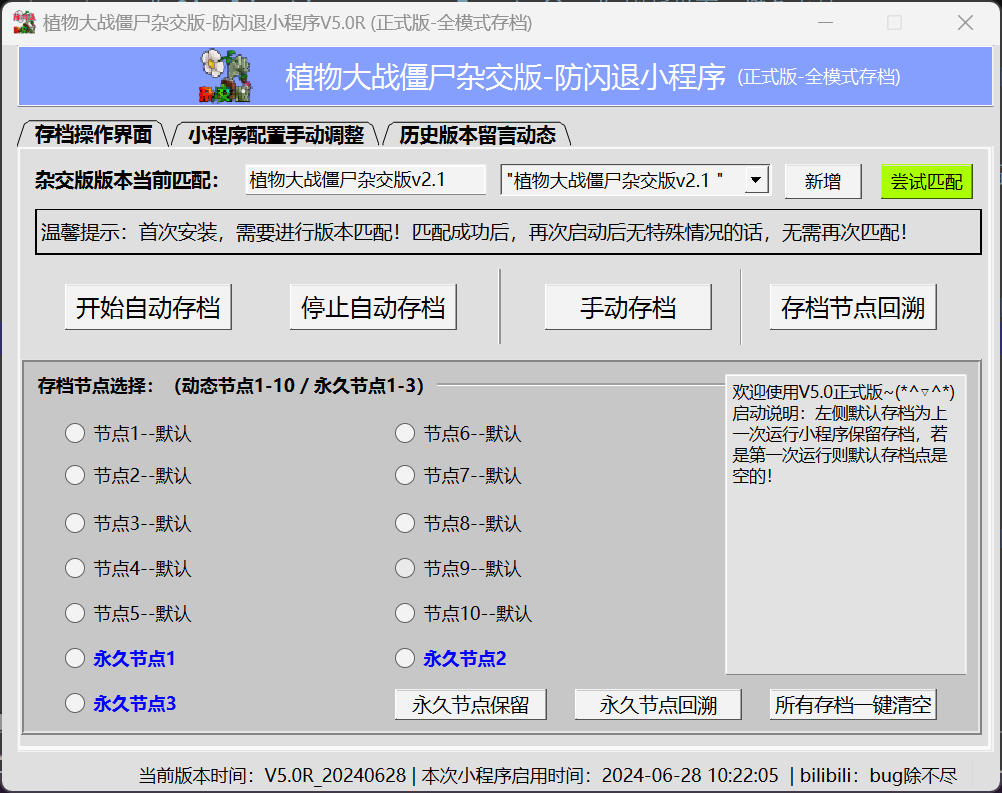 植物大战僵尸杂交版-防闪退小程序V5.0R (正式版-全模式存档)
植物大战僵尸杂交版-防闪退小程序 (正式版-全模式存档)
存档操作界面 小程序配置手动调整 历史版本留言动态
杂交版版本当前匹配： 植物大战僵尸杂交版v2.1 "植物大战僵尸杂交版v2.1 " 新增 尝试匹配
温馨提示：首次安装，需要进行版本匹配！匹配成功后，再次启动后无特殊情况的话，无需再次匹配！
开始自动存档 停止自动存档 手动存档 存档节点回溯
存档节点选择：（动态节点1-10 / 永久节点1-3）
节点1--默认 节点6--默认
节点2--默认 节点7--默认
节点3--默认 节点8--默认
节点4--默认 节点9--默认
节点5--默认 节点10--默认
永久节点1 永久节点2
永久节点3 永久节点保留 永久节点回溯 所有存档一键清空
欢迎使用V5.0正式版~(*^▽^*)
启动说明：左侧默认存档为上
一次运行小程序保留存档，若
是第一次运行则默认存档点是
空的！
当前版本时间：V5.0R_20240628 | 本次小程序启用时间：2024-06-28 10:22:05 | bilibili：bug除不尽